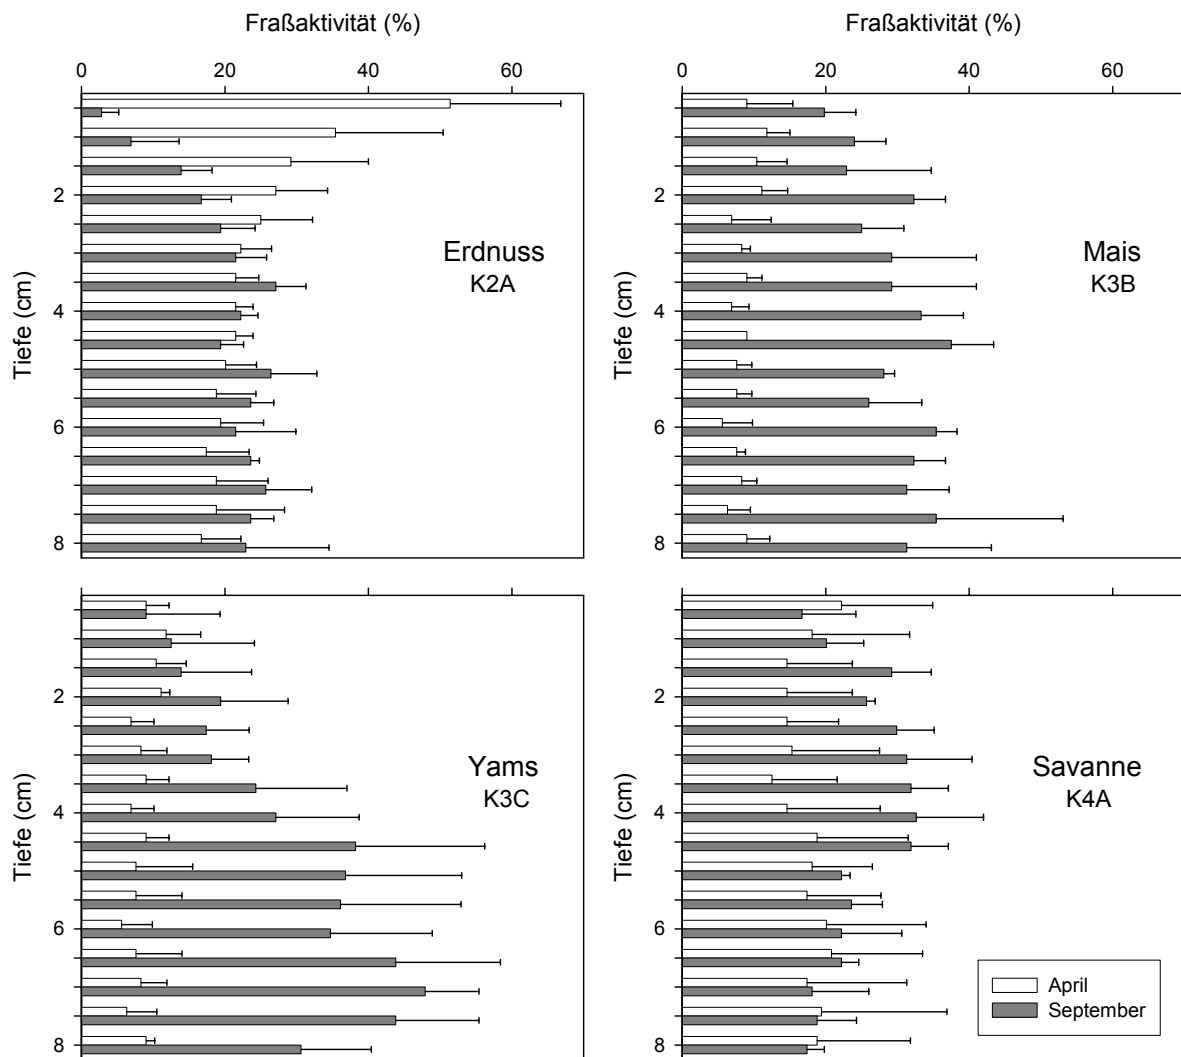 Fraßaktivität (%)
Fraßaktivität (%)
0 20 40 60
0 20 40 60
Tiefe (cm)
2
4
6
8
Erdnuss
K2A
Tiefe (cm)
2
4
6
8
Mais
K3B
Tiefe (cm)
2
4
6
8
Yams
K3C
Tiefe (cm)
2
4
6
8
Savanne
K4A
April
September